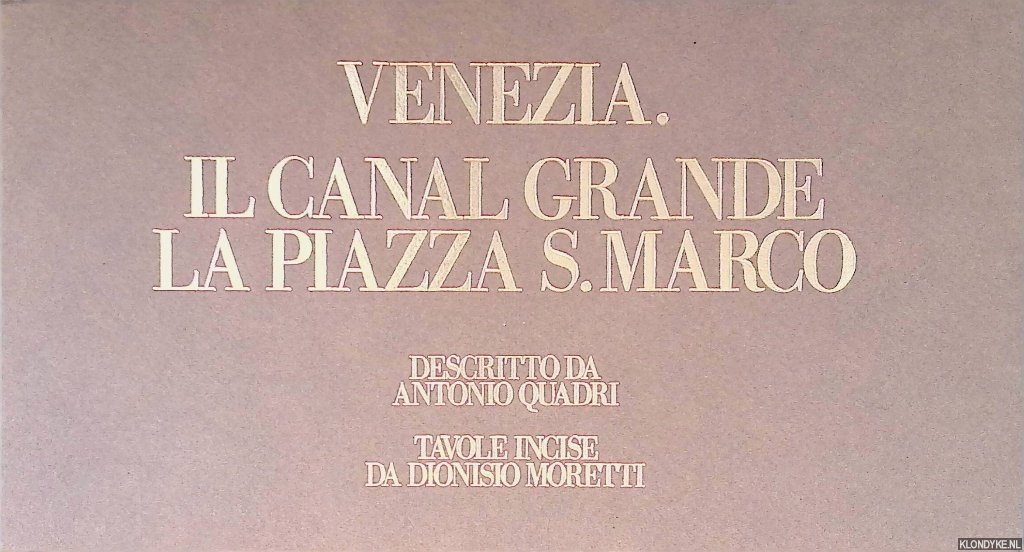 VENEZIA.
IL CANAL GRANDE
LA PIAZZA S. MARCO
DESCRITTO DA
ANTONIO QUADRI
TAVOLE INCISE
DA DIONISIO MORETTI
KLONDYKE.NL